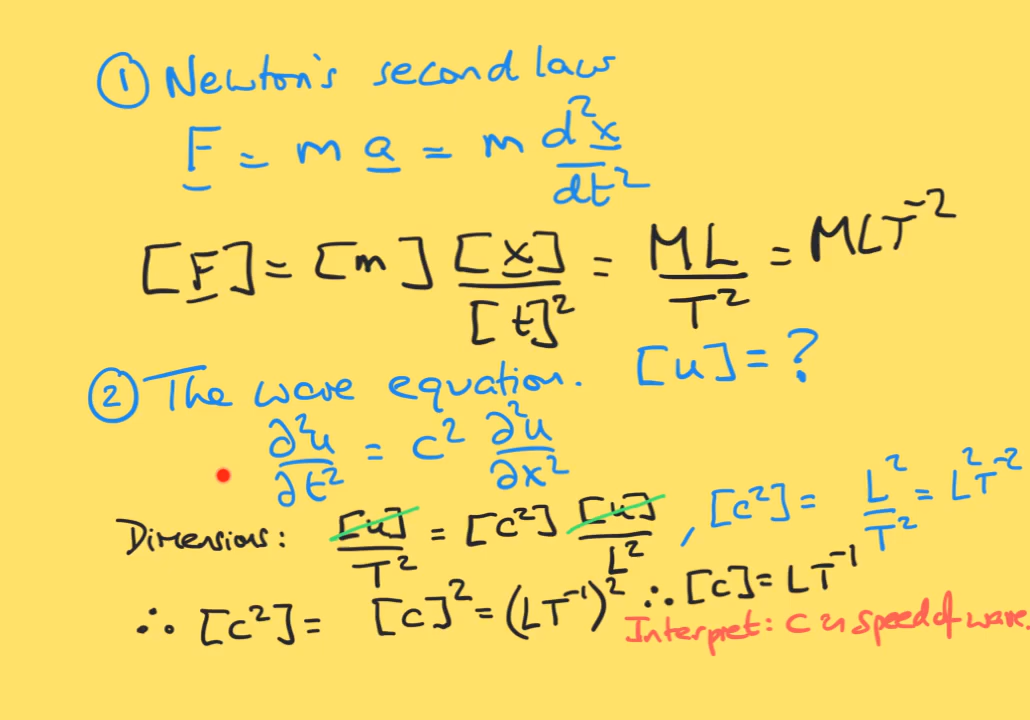 ① Newton's second law
F = m a = m d²x/dt²
[F] = [m] [x]/[t]² = ML/T² = MLT⁻²
② The wave equation. [u] = ?
∂²u/∂t² = c² ∂²u/∂x²
Dimensions: [u]/T² = [c²] [u]/L² , [c²] = L²/T² = L²T⁻²
∴ [c²] = [c]² = (LT⁻¹)² ∴ [c] = LT⁻¹
Interpret: c is speed of wave.